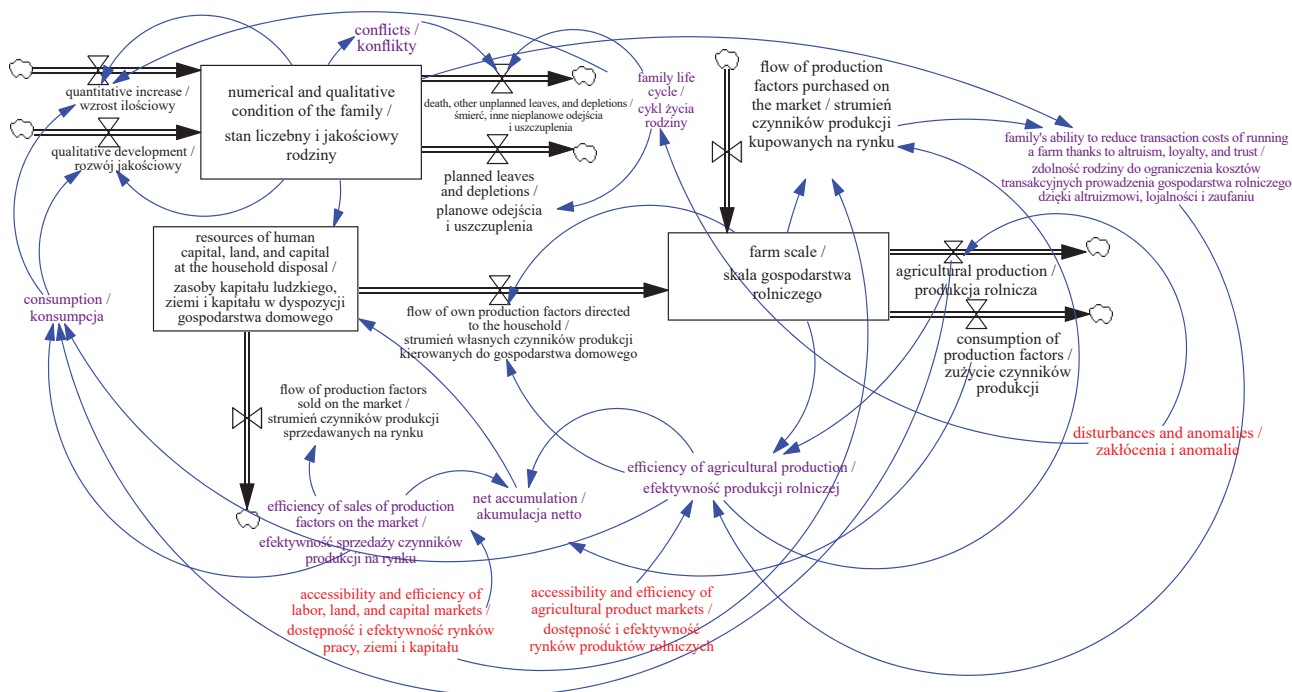 conflicts /
konflikty
quantitative increase /
wzrost ilościowy
qualitative development /
rozwój jakościowy
numerical and qualitative
condition of the family /
stan liczebny i jakościowy
rodziny
death, other unplanned leaves, and depletions /
śmierć, inne nieplanowe odejścia
i uszczuplenia
planned leaves
and depletions /
planowe odejścia
i uszczuplenia
family life
cycle /
cykl życia
rodziny
flow of production
factors purchased
on the market / strumień
czynników produkcji
kupowanych na rynku
family's ability to reduce transaction costs of running
a farm thanks to altruism, loyalty, and trust /
zdolność rodziny do ograniczenia kosztów
transakcyjnych prowadzenia gospodarstwa rolniczego
dzięki altruizmowi, lojalności i zaufaniu
resources of human
capital, land, and capital
at the household disposal /
zasoby kapitału ludzkiego,
ziemi i kapitału w dyspozycji
gospodarstwa domowego
consumption /
konsumpcja
flow of own production factors directed
to the household /
strumień własnych czynników produkcji
kierowanych do gospodarstwa domowego
farm scale /
skala gospodarstwa
rolniczego
agricultural production /
produkcja rolnicza
consumption of
production factors /
zużycie czynników
produkcji
flow of production factors
sold on the market /
strumień czynników produkcji
sprzedawanych na rynku
disturbances and anomalies /
zakłócenia i anomalie
efficiency of sales of production
factors on the market /
efektywność sprzedaży czynników
produkcji na rynku
net accumulation /
akumulacja netto
efficiency of agricultural production /
efektywność produkcji rolniczej
accessibility and efficiency of
labor, land, and capital markets /
dostępność i efektywność rynków
pracy, ziemi i kapitału
accessibility and efficiency of
agricultural product markets /
dostępność i efektywność
rynków produktów rolniczych